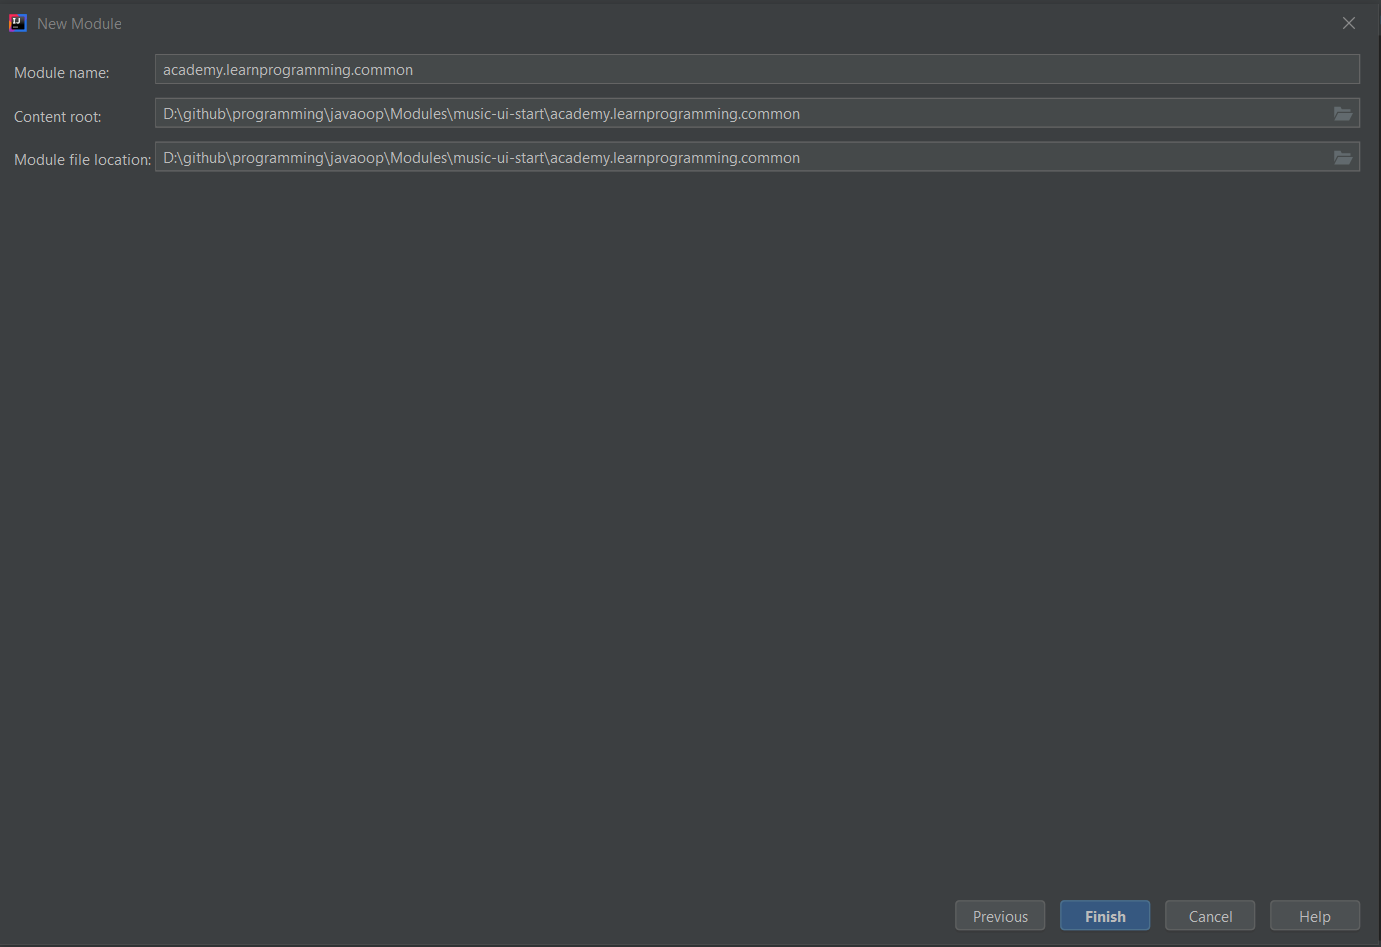 New Module
Module name: academy.learnprogramming.common
Content root: D:\github\programming\javaoop\Modules\music-ui-start\academy.learnprogramming.common
Module file location: D:\github\programming\javaoop\Modules\music-ui-start\academy.learnprogramming.common
Previous Finish Cancel Help